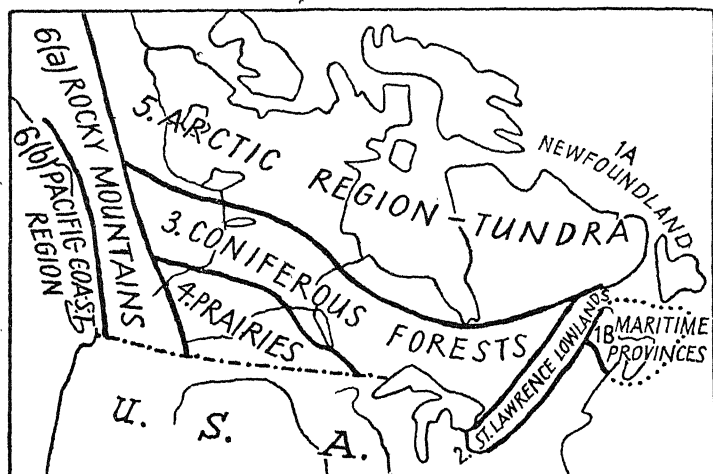 6(a) ROCKY MOUNTAINS
6(b) PACIFIC COAST
REGION
5. ARCTIC REGION - TUNDRA
1A
NEWFOUNDLAND
3. CONIFEROUS FORESTS
4. PRAIRIES
2. ST. LAWRENCE LOWLANDS
1B MARITIME
PROVINCES
U. S. A.